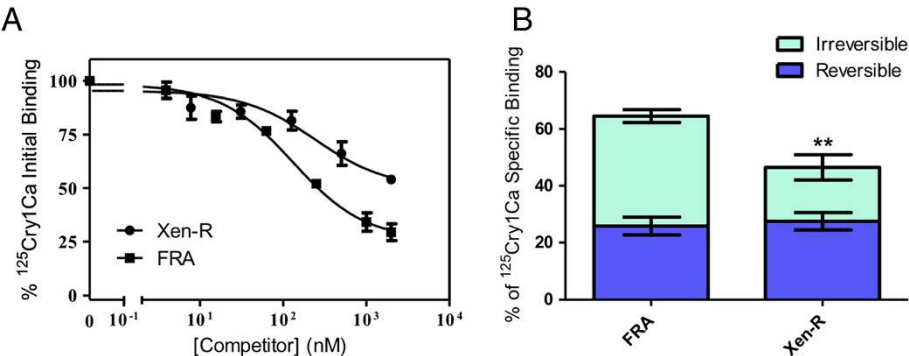 A
% ¹²⁵Cry1Ca Initial Binding
100
75
50
25
0
Xen-R
FRA
0 10⁻¹ 10¹ 10² 10³ 10⁴
[Competitor] (nM)
B
Irreversible
Reversible
% of ¹²⁵Cry1Ca Specific Binding
80
60
40
20
0
**
FRA
Xen-R